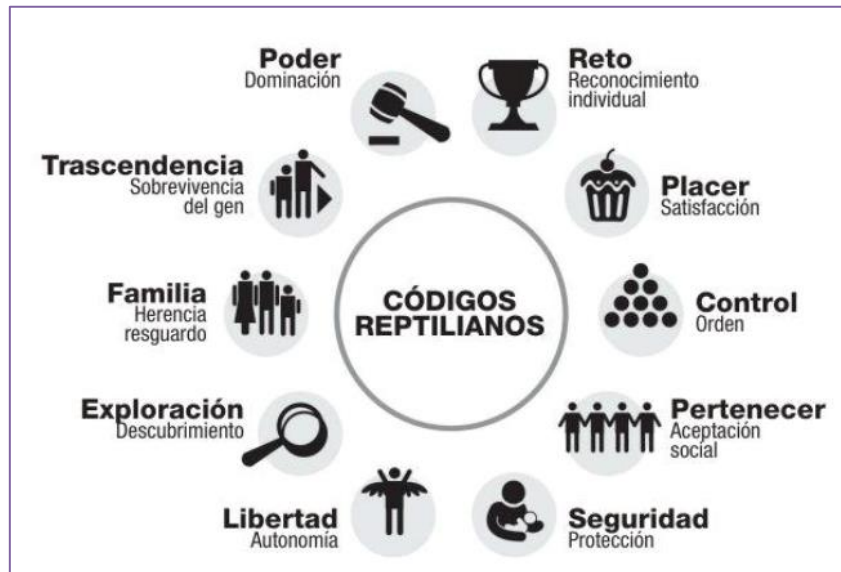 Poder
Dominación
Reto
Reconocimiento
individual
Trascendencia
Sobrevivencia
del gen
Placer
Satisfacción
Familia
Herencia
resguardo
CÓDIGOS
REPTILIANOS
Control
Orden
Exploración
Descubrimiento
Pertenecer
Aceptación
social
Libertad
Autonomía
Seguridad
Protección